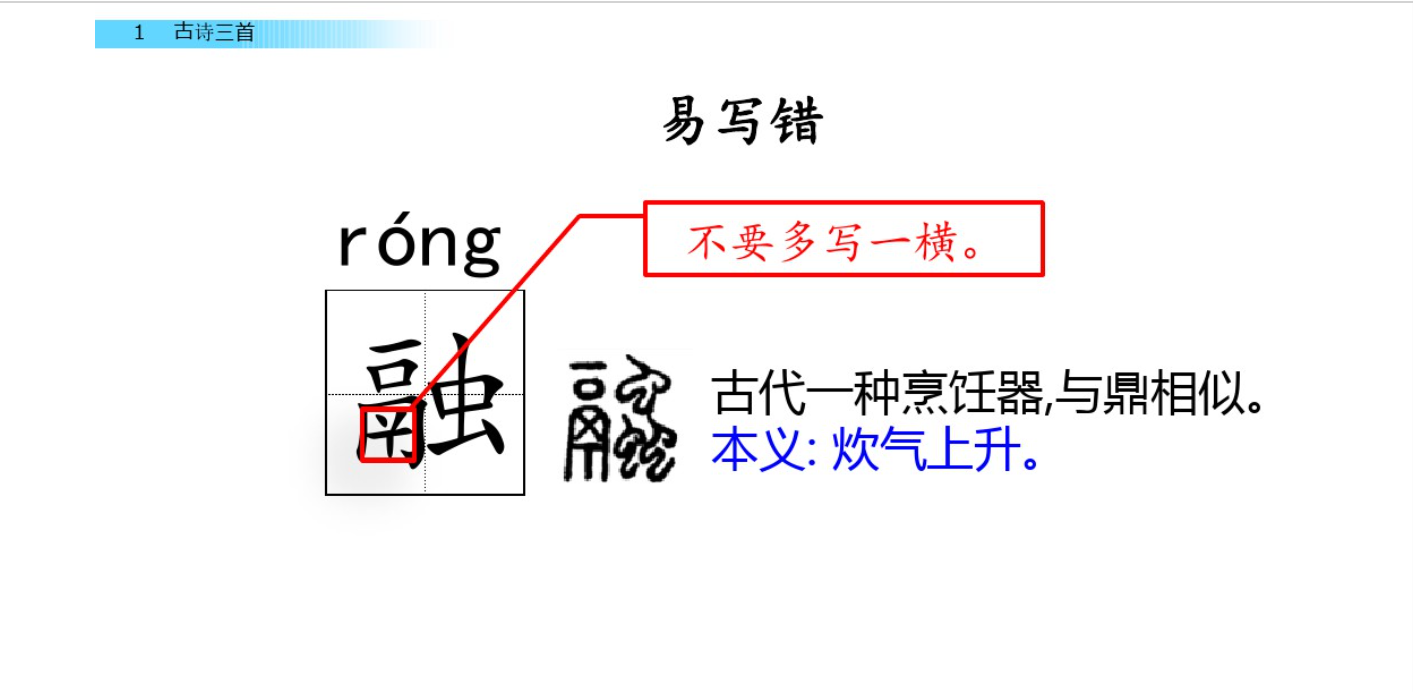 1 古诗三首
易写错
róng
不要多写一横。
融
古代一种烹饪器,与鼎相似。
本义: 炊气上升。